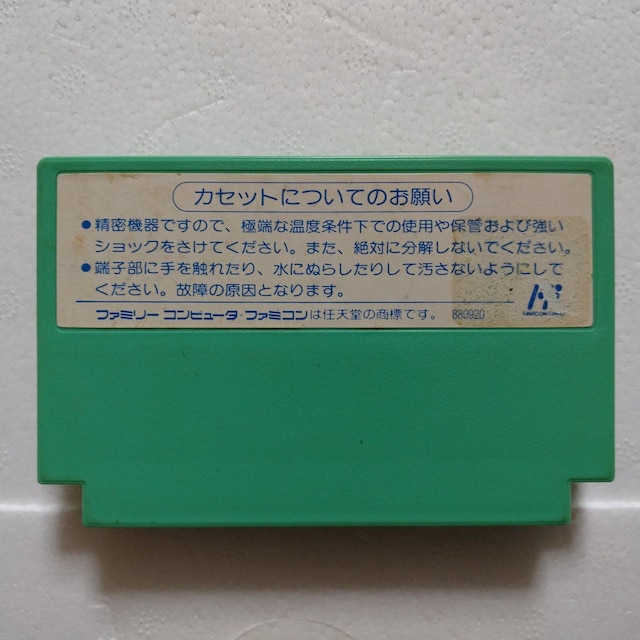 カセットについてのお願い
●精密機器ですので、極端な温度条件下での使用や保管および強い
ショックをさけてください。また、絶対に分解しないでください。
●端子部に手を触れたり、水にぬらしたりして汚さないようにして
ください。故障の原因となります。
ファミリーコンピュータ・ファミコンは任天堂の商標です。 880920